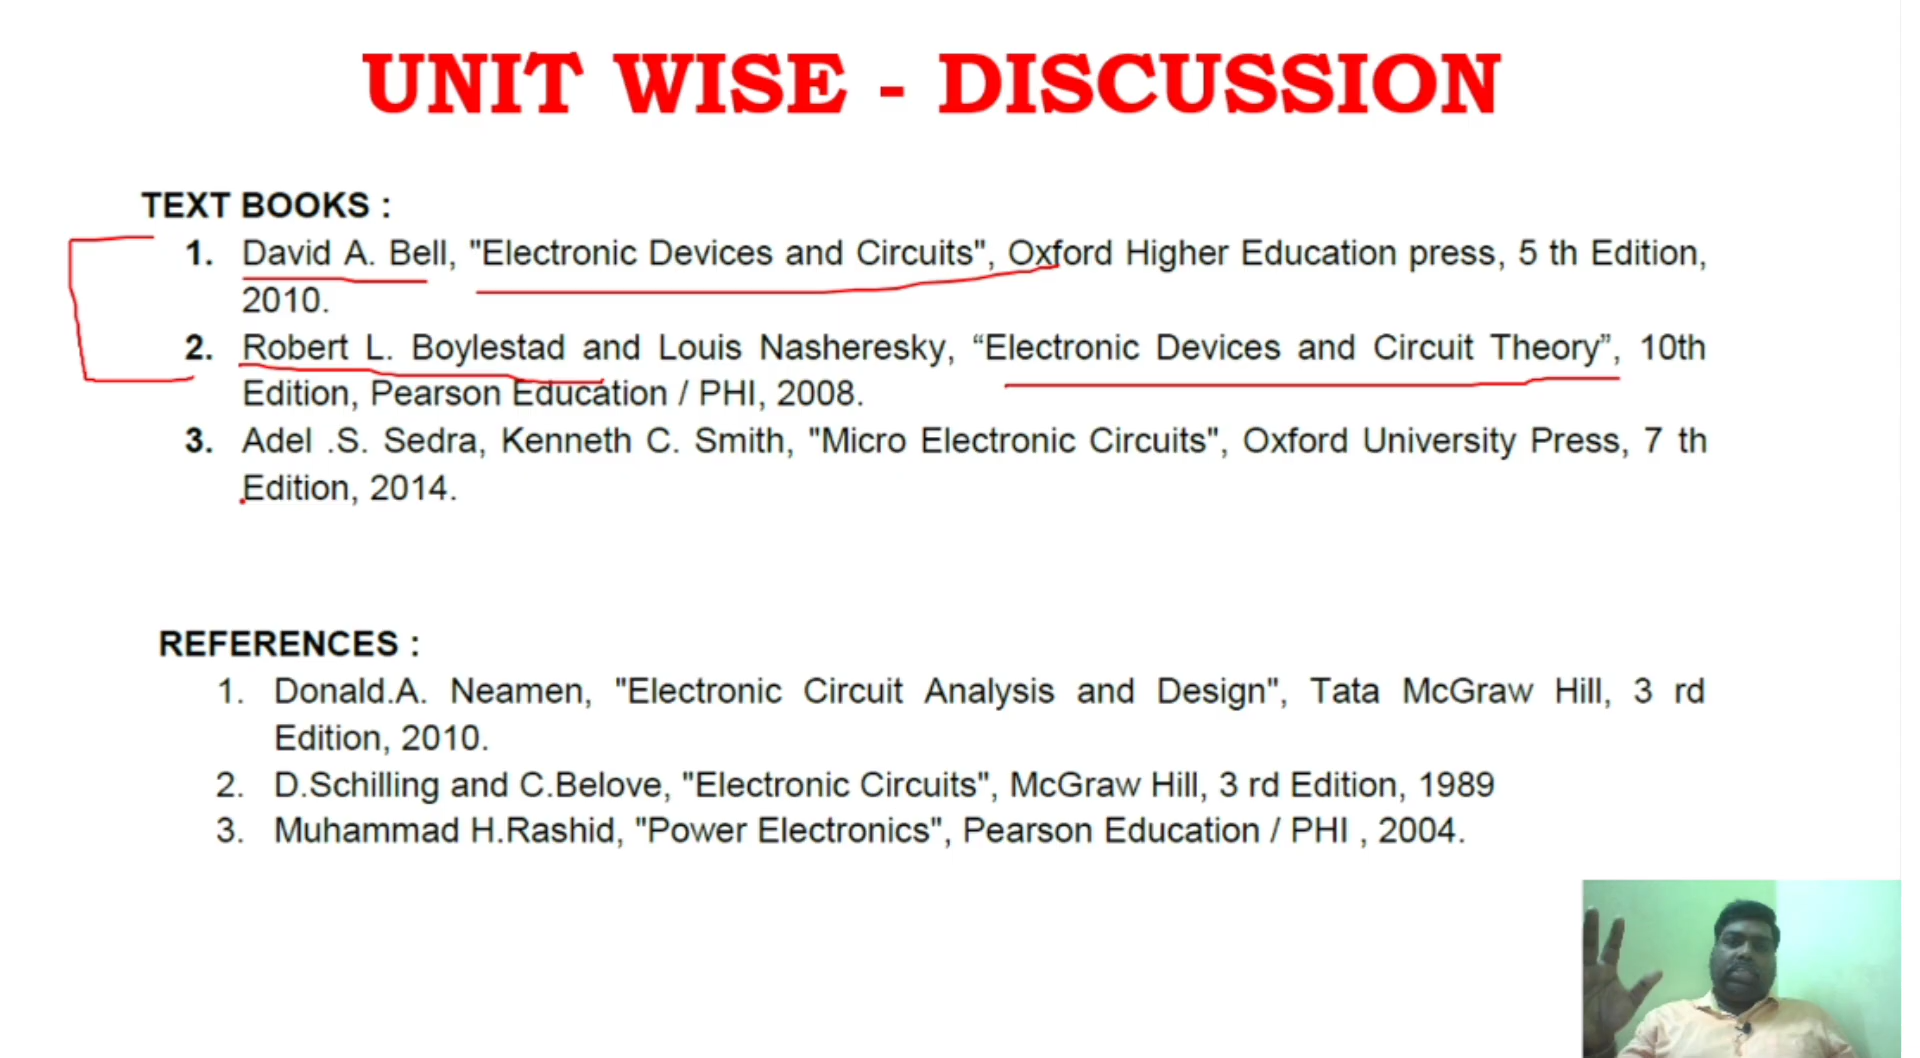 UNIT WISE - DISCUSSION
TEXT BOOKS :
1. David A. Bell, "Electronic Devices and Circuits", Oxford Higher Education press, 5 th Edition,
2010.
2. Robert L. Boylestad and Louis Nasheresky, “Electronic Devices and Circuit Theory”, 10th
Edition, Pearson Education / PHI, 2008.
3. Adel .S. Sedra, Kenneth C. Smith, "Micro Electronic Circuits", Oxford University Press, 7 th
Edition, 2014.
REFERENCES :
1. Donald.A. Neamen, "Electronic Circuit Analysis and Design", Tata McGraw Hill, 3 rd
Edition, 2010.
2. D.Schilling and C.Belove, "Electronic Circuits", McGraw Hill, 3 rd Edition, 1989
3. Muhammad H.Rashid, "Power Electronics", Pearson Education / PHI , 2004.